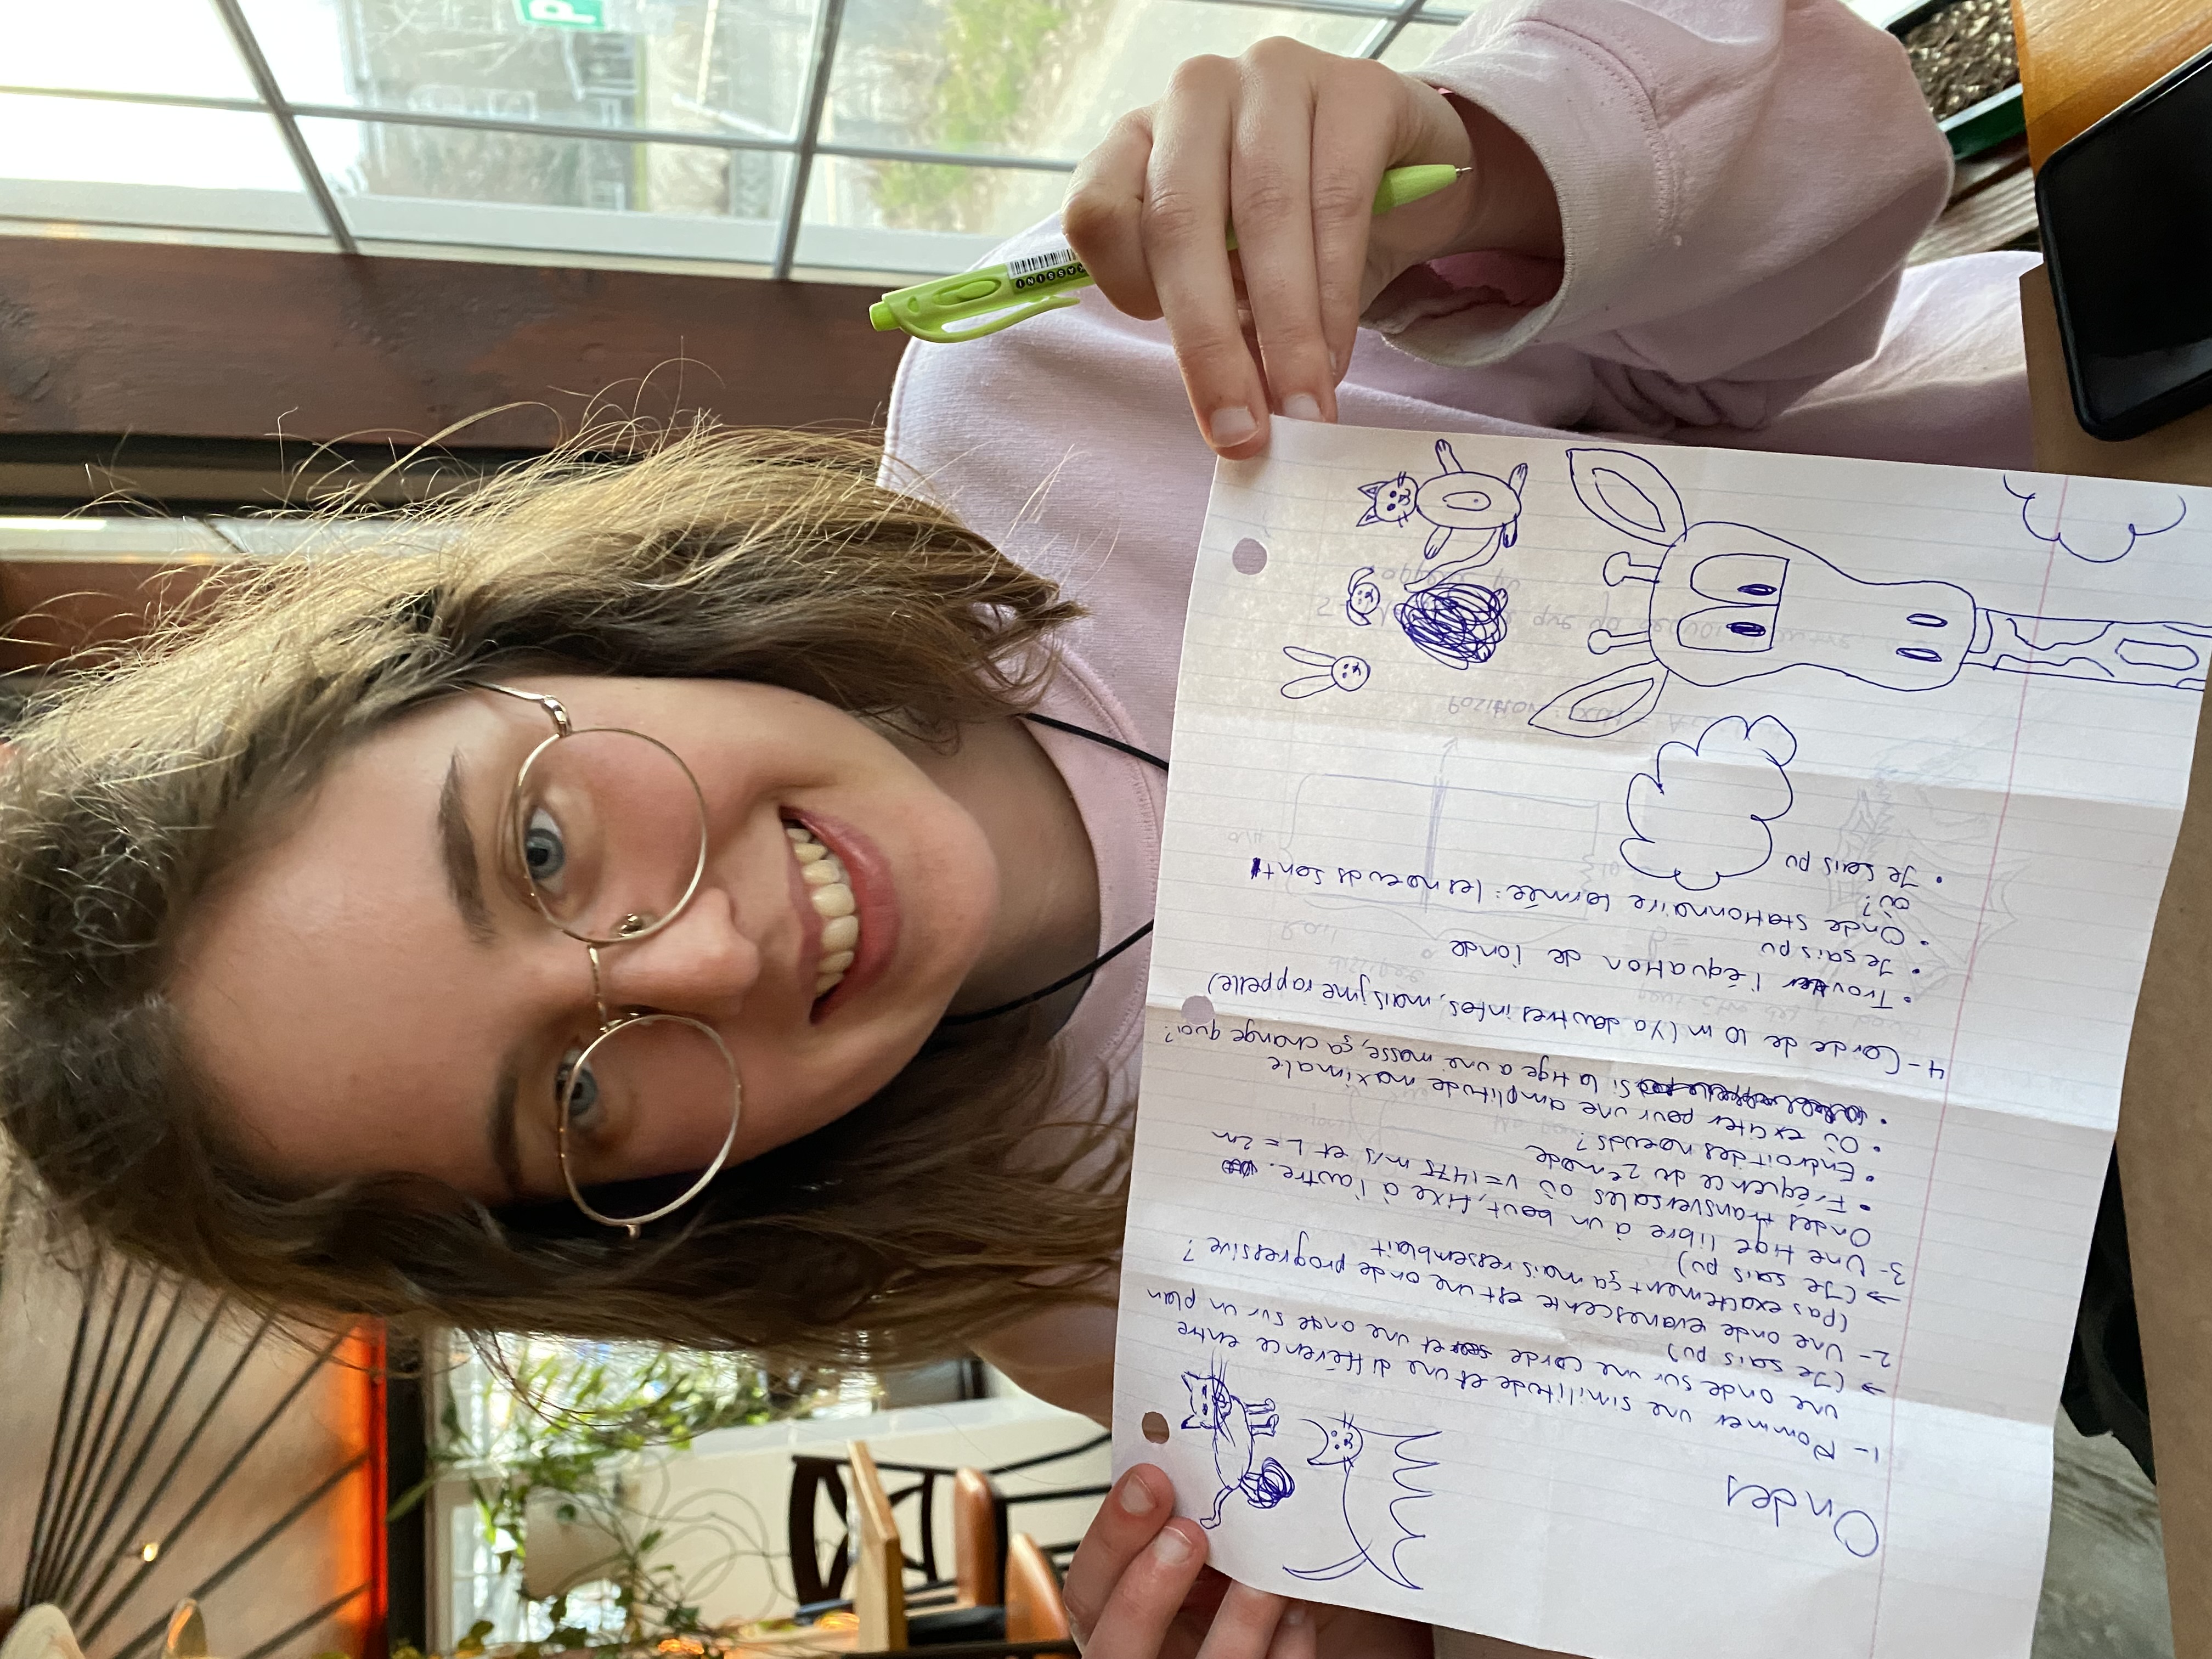 Ondes
1- Nommer une similitude et une différence entre
une onde sur une corde et une onde sur un plan
→ (Je sais pu)
2- Une onde évanescente est une onde progressive ?
(Pas exactement ça mais ressemblait
→ (Je sais pu)
3- Une tige libre à un bout, fixe à l'autre.
Ondes transversales où v = 1475 m/s et L = 2m
• Fréquence du 2e mode
• Endroit des noeuds ?
• Où exciter pour une amplitude maximale
• Si la tige a une masse, ça change quoi ?
4- Corde de 10 m (Y a d'autres infos, mais j'me rappelle)
• Trouver l'équation de l'onde
• Je sais pu
• Onde stationnaire formée : les noeuds sont
où ?
• Je sais pu
P